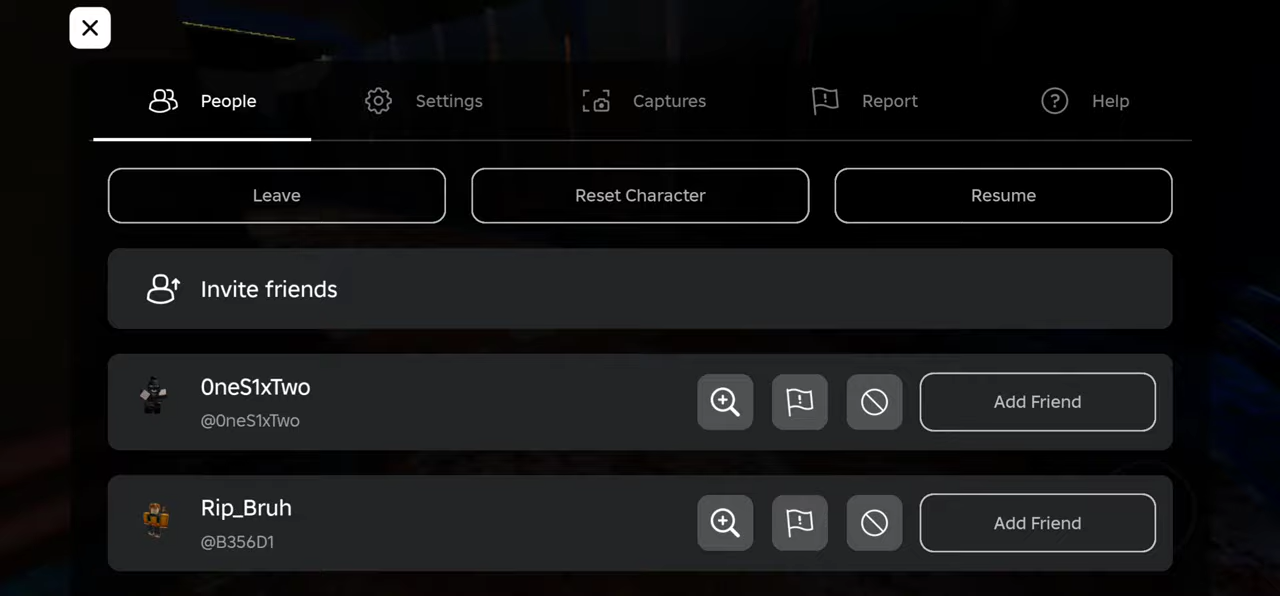 People
Settings
Captures
Report
Help
Leave
Reset Character
Resume
Invite friends
0neS1xTwo
@0neS1xTwo
Add Friend
Rip_Bruh
@B356D1
Add Friend